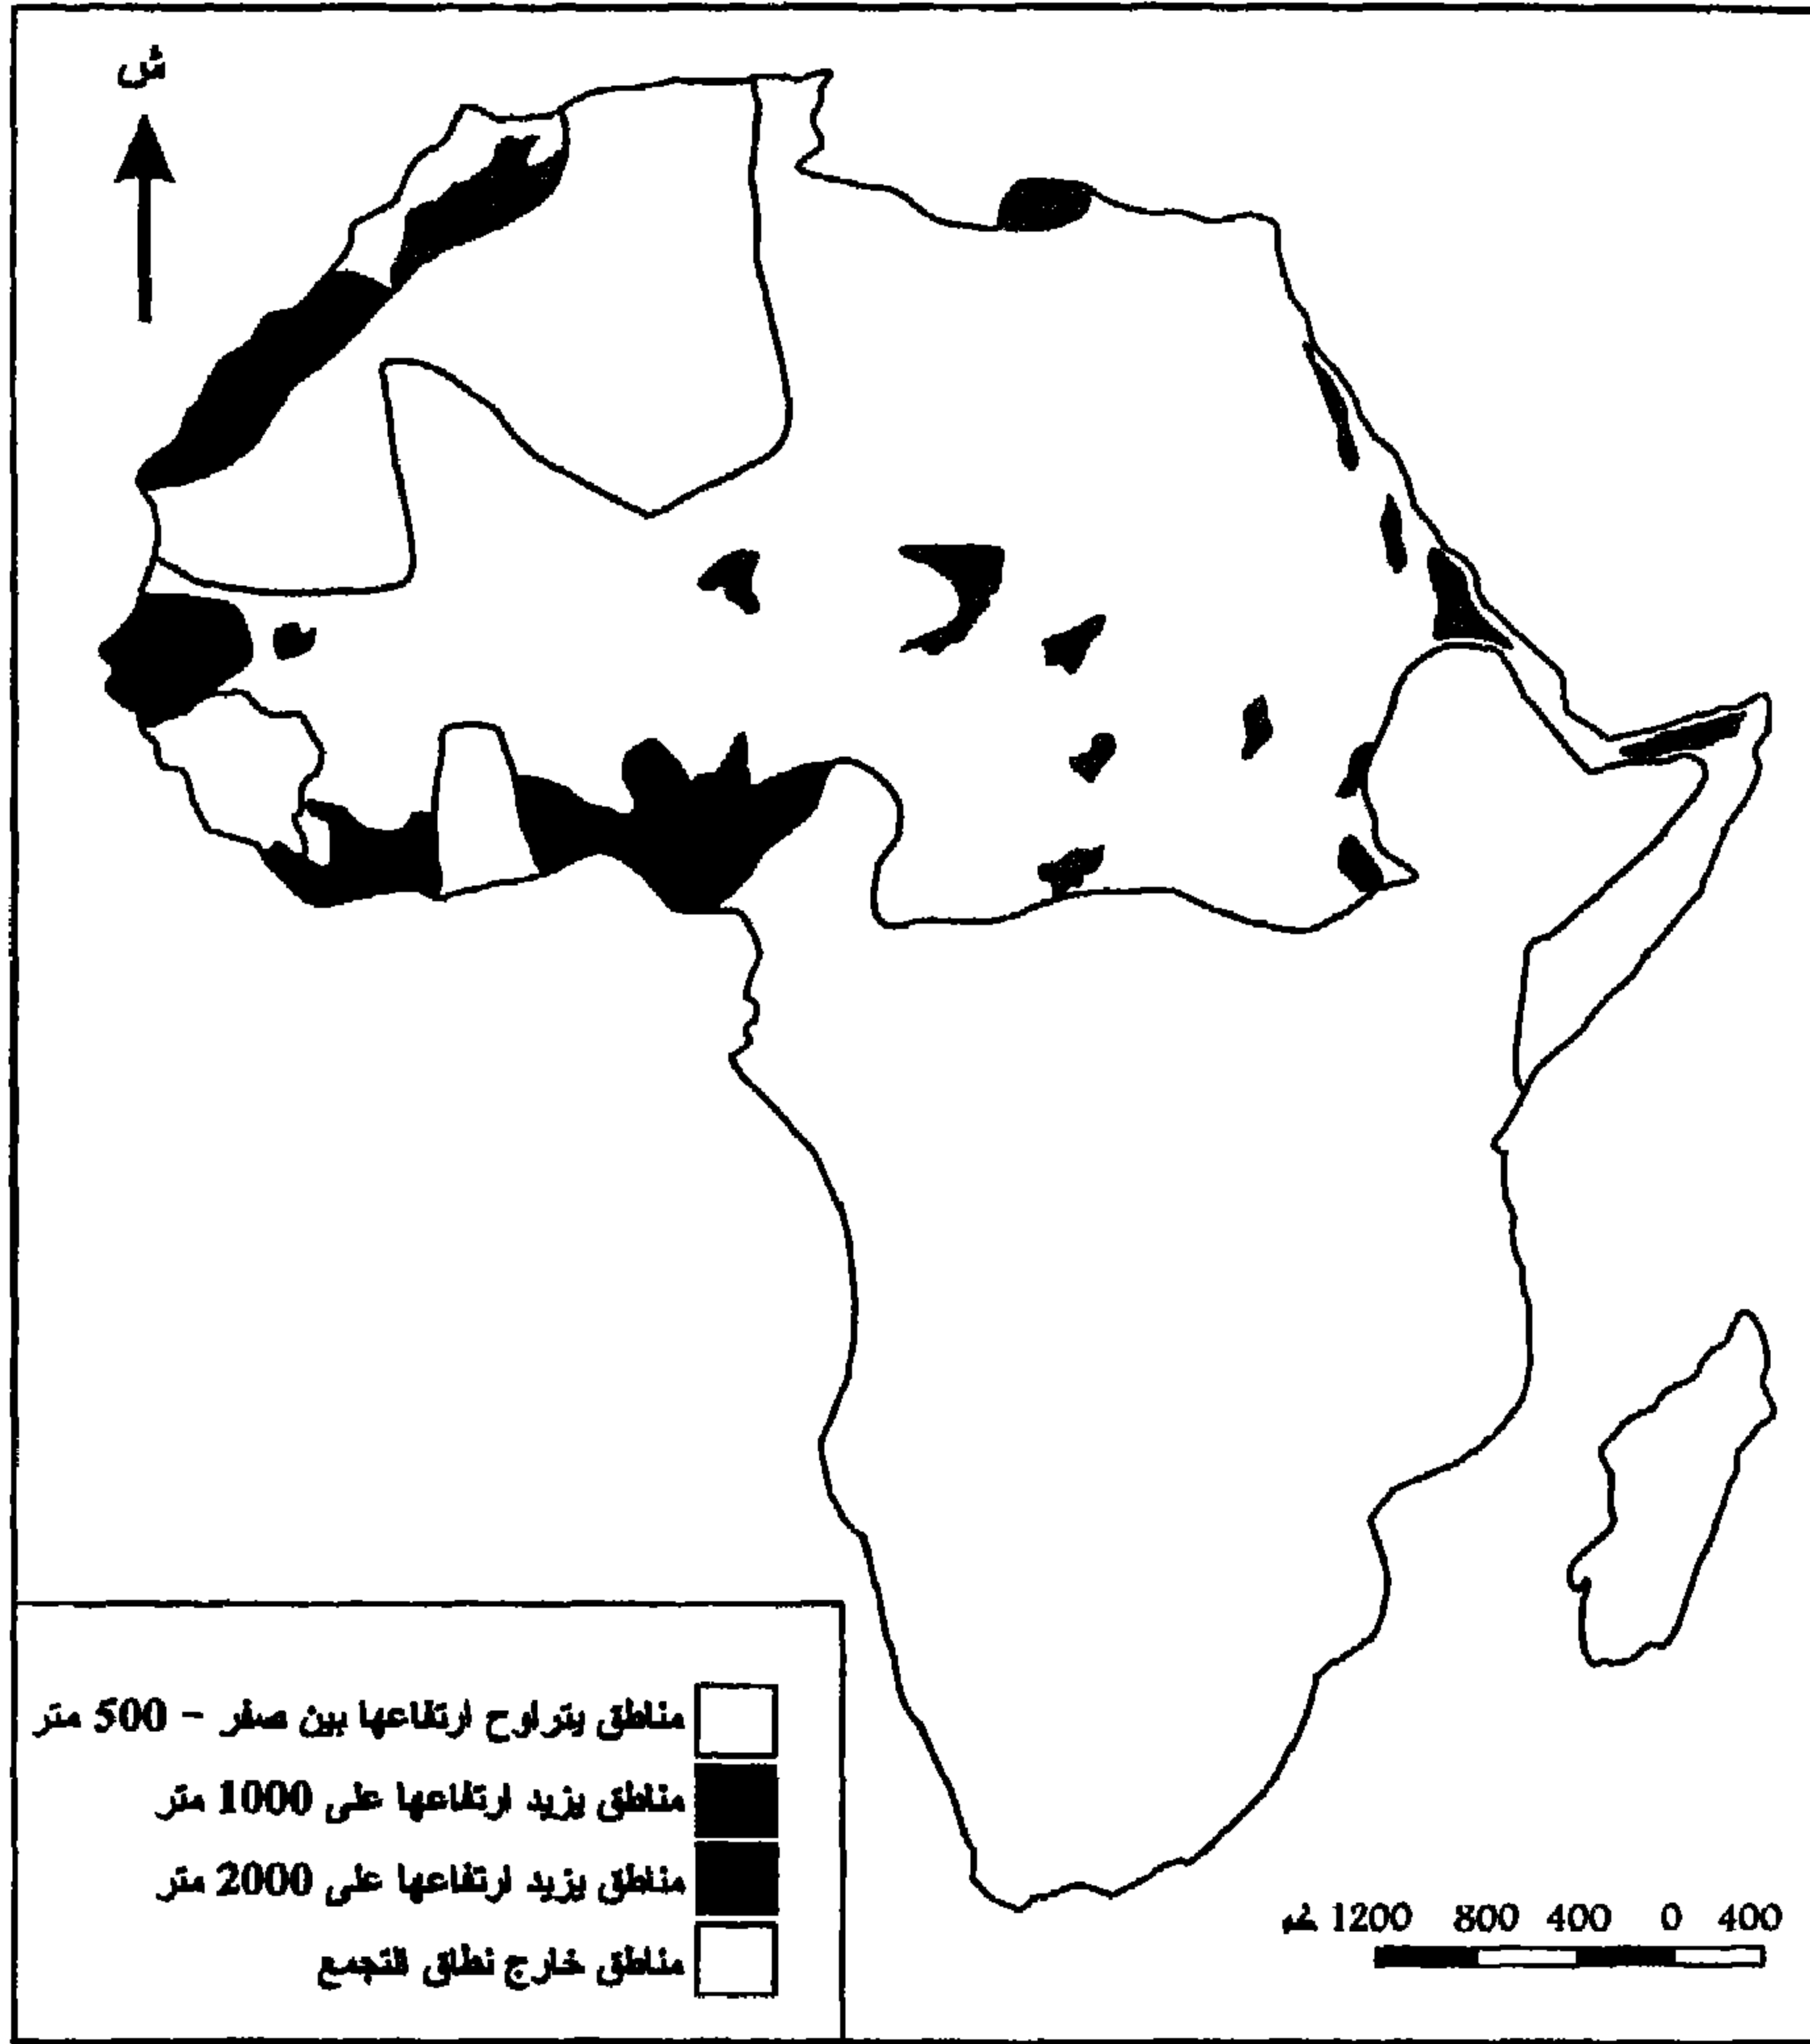 ش
مناطق يتراوح ارتفاعها بين صفر - 500 متر
مناطق يزيد ارتفاعها على 1000 متر
مناطق يزيد ارتفاعها على 2000 متر
مناطق خارج نطاق التجمع
400 0 400 800 1200 كم